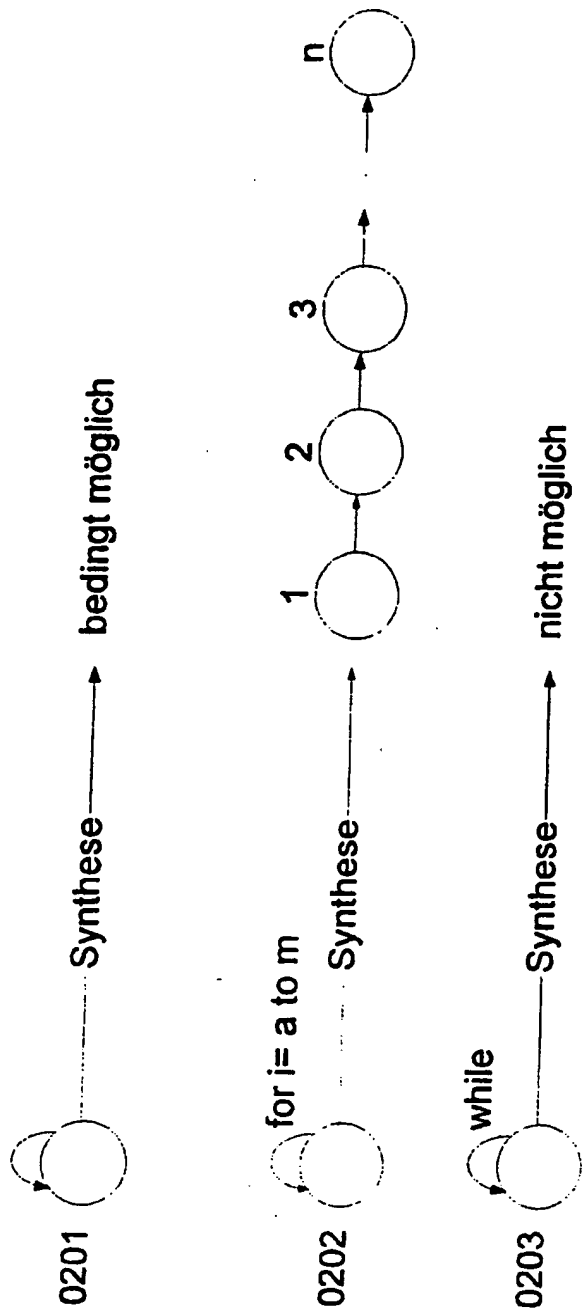 0201 Synthese bedingt möglich
for i= a to m
0202 Synthese 1 2 3 n
while
0203 Synthese nicht möglich